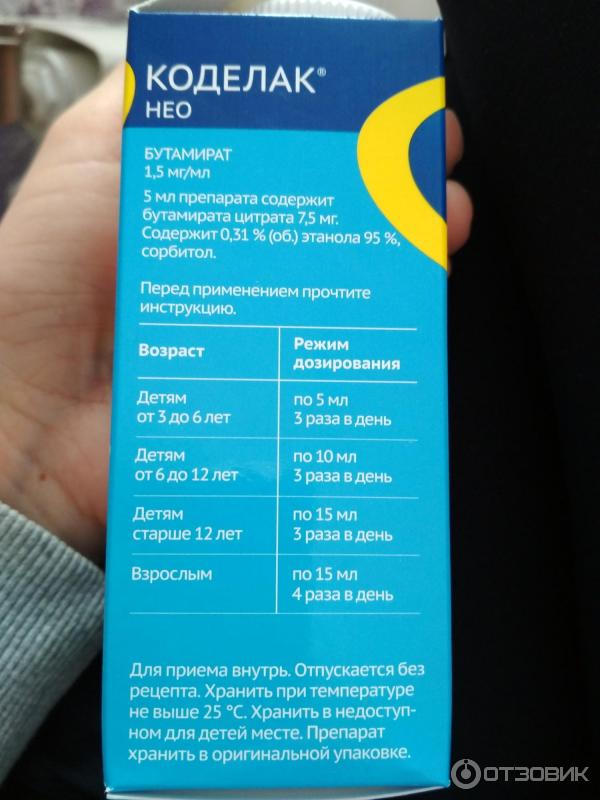 КОДЕЛАК®
НЕО
БУТАМИРАТ
1,5 мг/мл
5 мл препарата содержит
бутамирата цитрата 7,5 мг.
Содержит 0,31 % (об.) этанола 95 %,
сорбитол.
Перед применением прочтите
инструкцию.
Возраст
Режим
дозирования
Детям
от 3 до 6 лет
по 5 мл
3 раза в день
Детям
от 6 до 12 лет
по 10 мл
3 раза в день
Детям
старше 12 лет
по 15 мл
3 раза в день
Взрослым
по 15 мл
4 раза в день
Для приема внутрь. Отпускается без
рецепта. Хранить при температуре
не выше 25 °С. Хранить в недоступ-
ном для детей месте. Препарат
хранить в оригинальной упаковке.
ОТЗОВИК